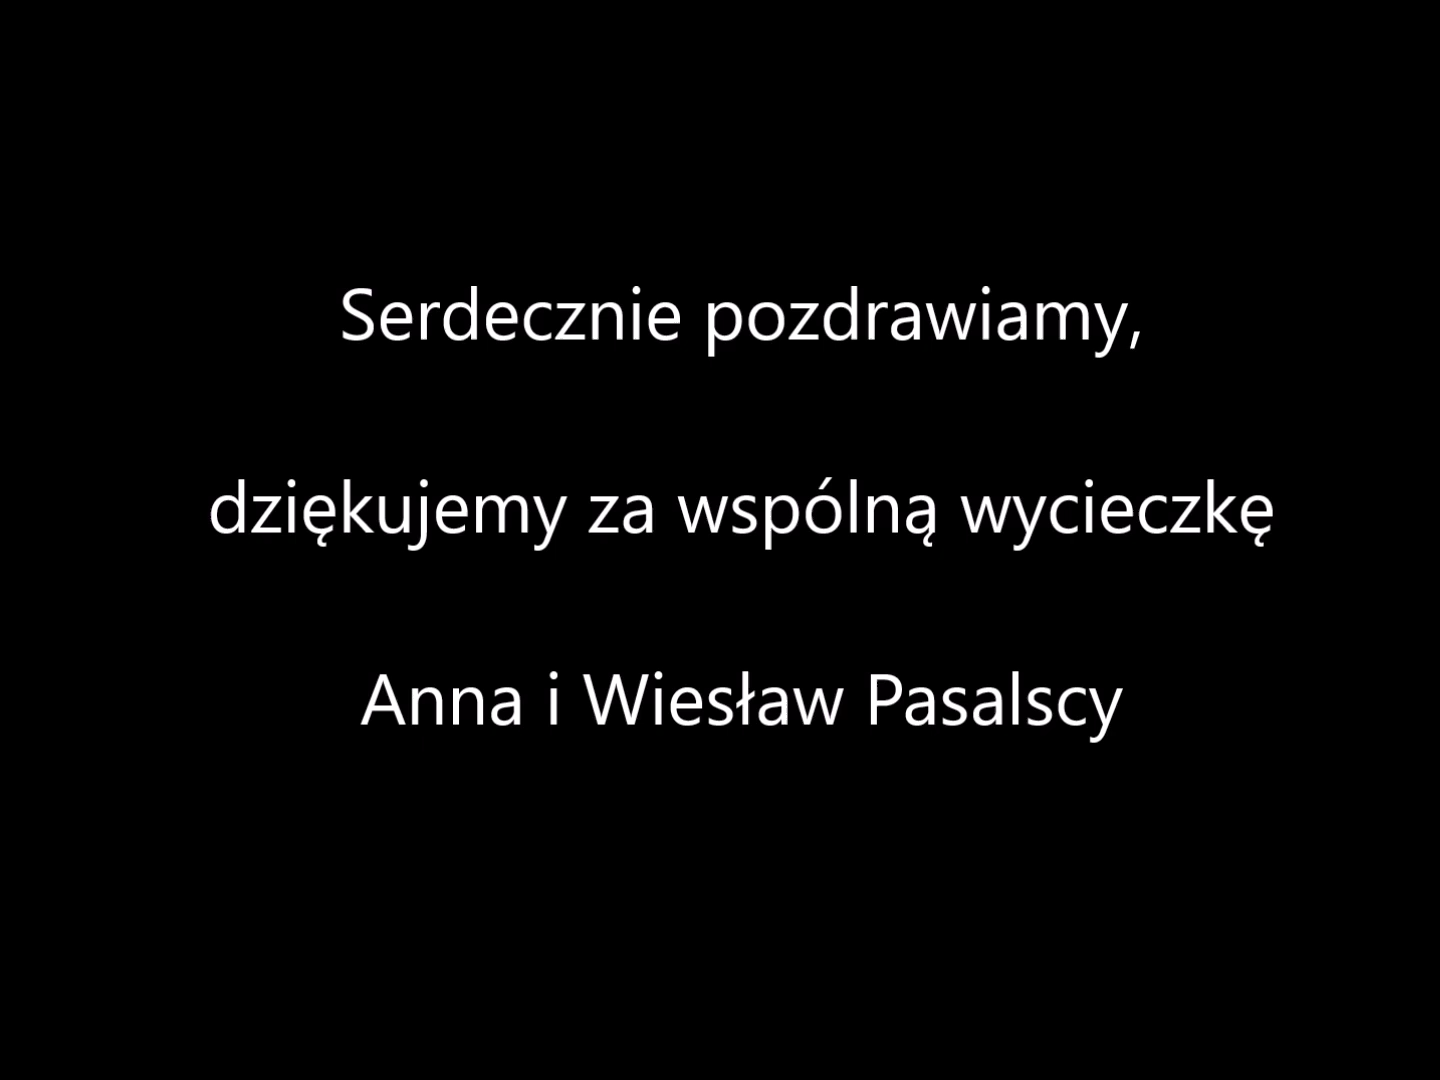 Serdecznie pozdrawiamy,
dziękujemy za wspólną wycieczkę
Anna i Wiesław Pasalscy